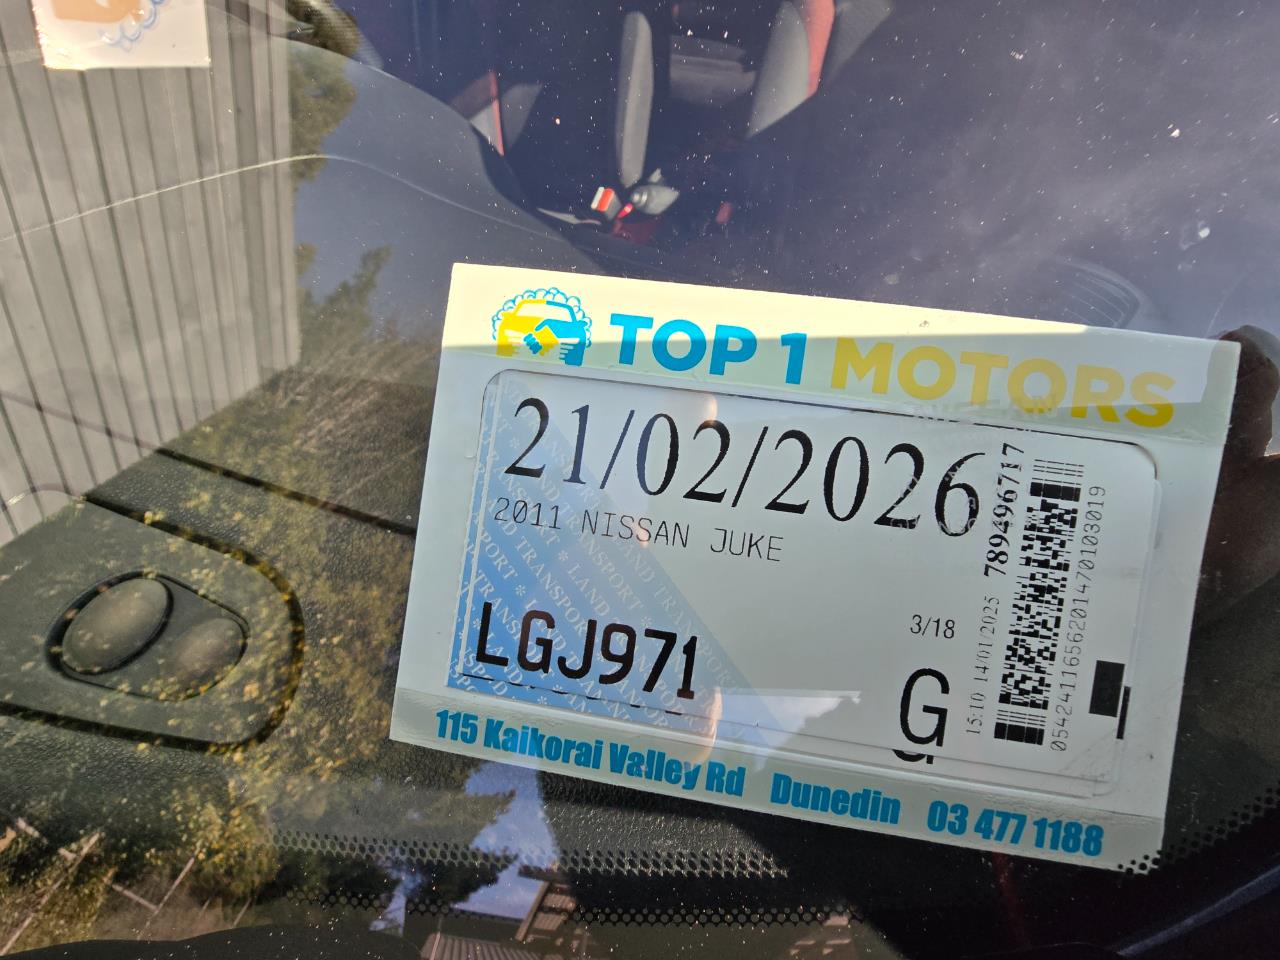 TOP 1 MOTORS
21/02/2026
2011 NISSAN JUKE
LGJ971
3/18
G
15:10 14/01/2025 789496717
0542411656201470103019
115 Kaikorai Valley Rd Dunedin 03 477 1188